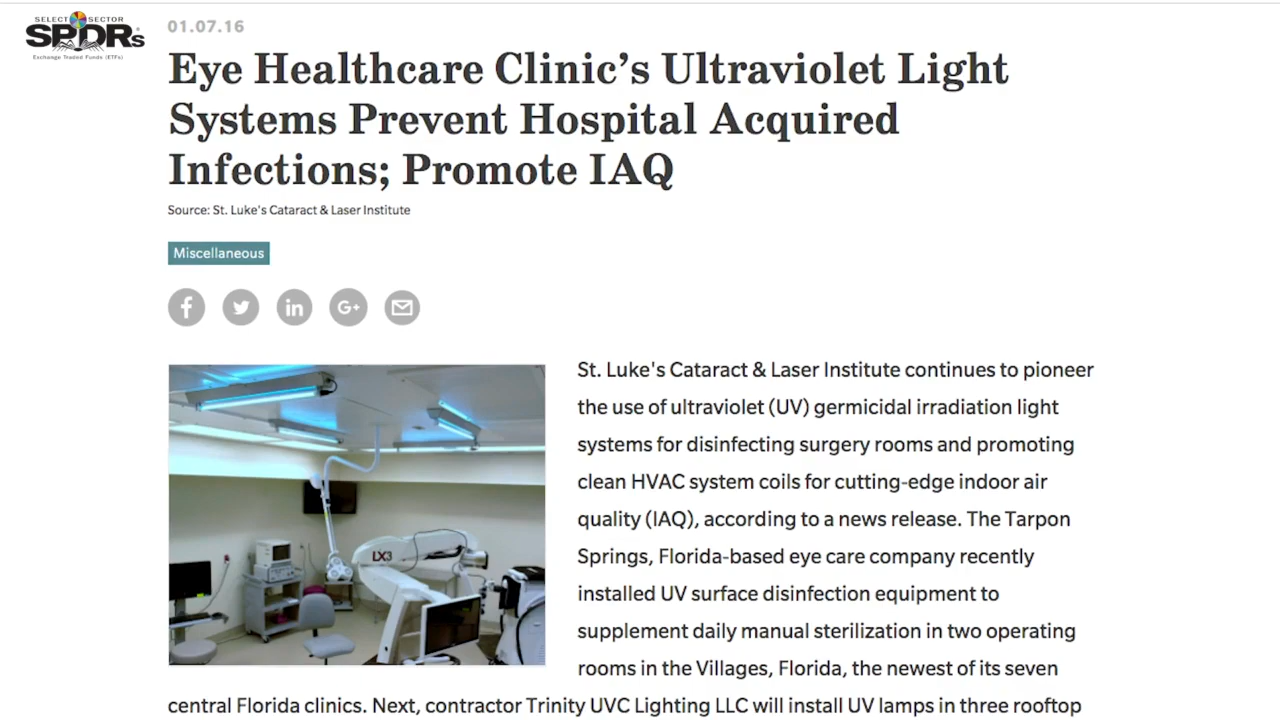 SELECT SECTOR
SPDRs
Exchange Traded Funds (ETFs)
01.07.16
Eye Healthcare Clinic’s Ultraviolet Light
Systems Prevent Hospital Acquired
Infections; Promote IAQ
Source: St. Luke's Cataract & Laser Institute
Miscellaneous
f
in
G+
LX3
St. Luke's Cataract & Laser Institute continues to pioneer
the use of ultraviolet (UV) germicidal irradiation light
systems for disinfecting surgery rooms and promoting
clean HVAC system coils for cutting-edge indoor air
quality (IAQ), according to a news release. The Tarpon
Springs, Florida-based eye care company recently
installed UV surface disinfection equipment to
supplement daily manual sterilization in two operating
rooms in the Villages, Florida, the newest of its seven
central Florida clinics. Next, contractor Trinity UVC Lighting LLC will install UV lamps in three rooftop